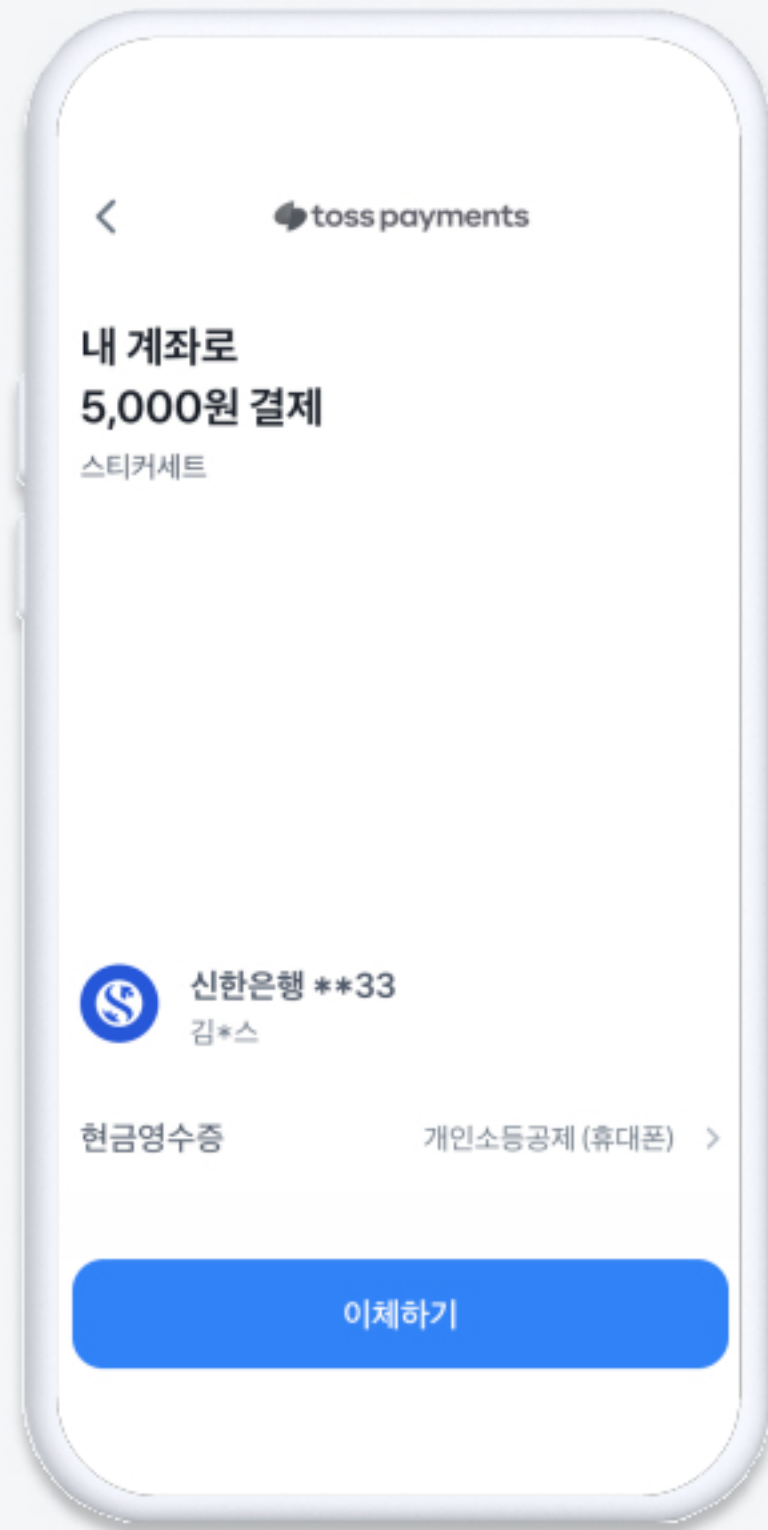 toss payments
내 계좌로
5,000원 결제
스티커세트
신한은행 **33
김*스
현금영수증 개인소등공제 (휴대폰)
이체하기